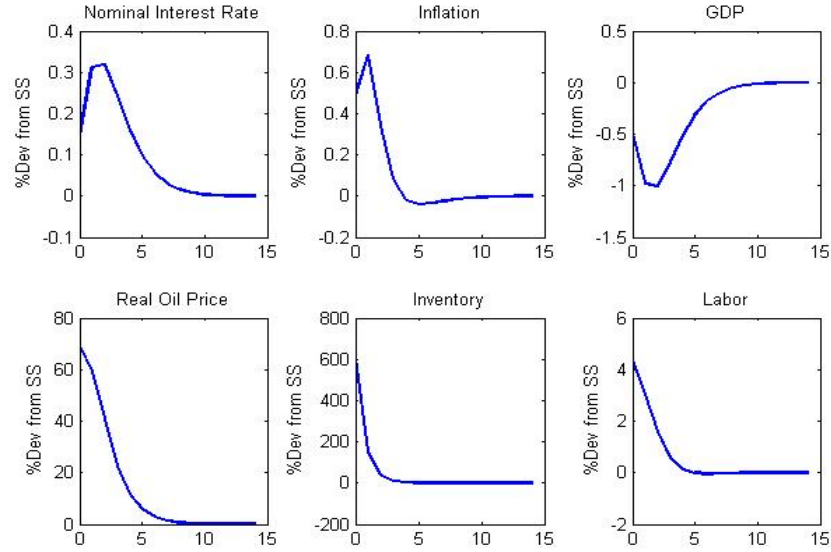 Nominal Interest Rate
%Dev from SS
0.4
0.3
0.2
0.1
0
-0.1
0 5 10 15
Inflation
%Dev from SS
0.8
0.6
0.4
0.2
0
-0.2
0 5 10 15
GDP
%Dev from SS
0.5
0
-0.5
-1
-1.5
0 5 10 15
Real Oil Price
%Dev from SS
80
60
40
20
0
0 5 10 15
Inventory
%Dev from SS
800
600
400
200
0
-200
0 5 10 15
Labor
%Dev from SS
6
4
2
0
-2
0 5 10 15